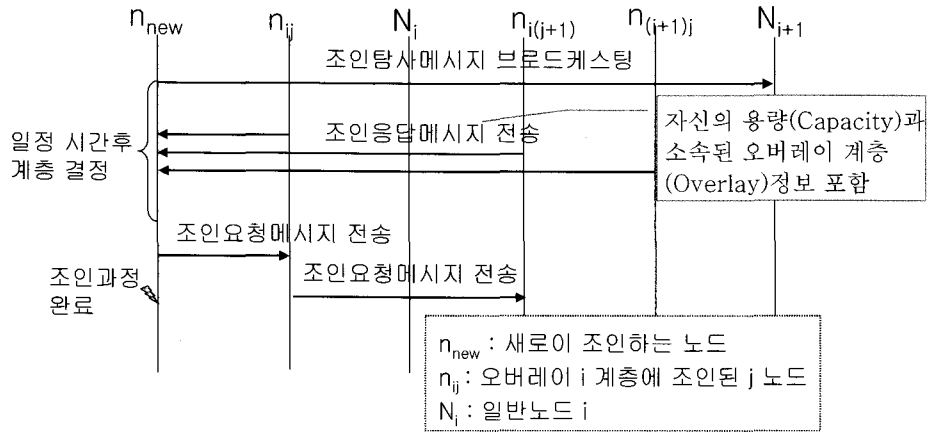 n_new n_ij N_i n_i(j+1) n_(i+1)j N_i+1
조인탐사메시지 브로드케스팅
일정 시간후
계층 결정
조인응답메시지 전송
자신의 용량(Capacity)과
소속된 오버레이 계층
(Overlay)정보 포함
조인요청메시지 전송
조인요청메시지 전송
조인과정
완료
n_new : 새로이 조인하는 노드
n_ij : 오버레이 i 계층에 조인된 j 노드
N_i : 일반노드 i